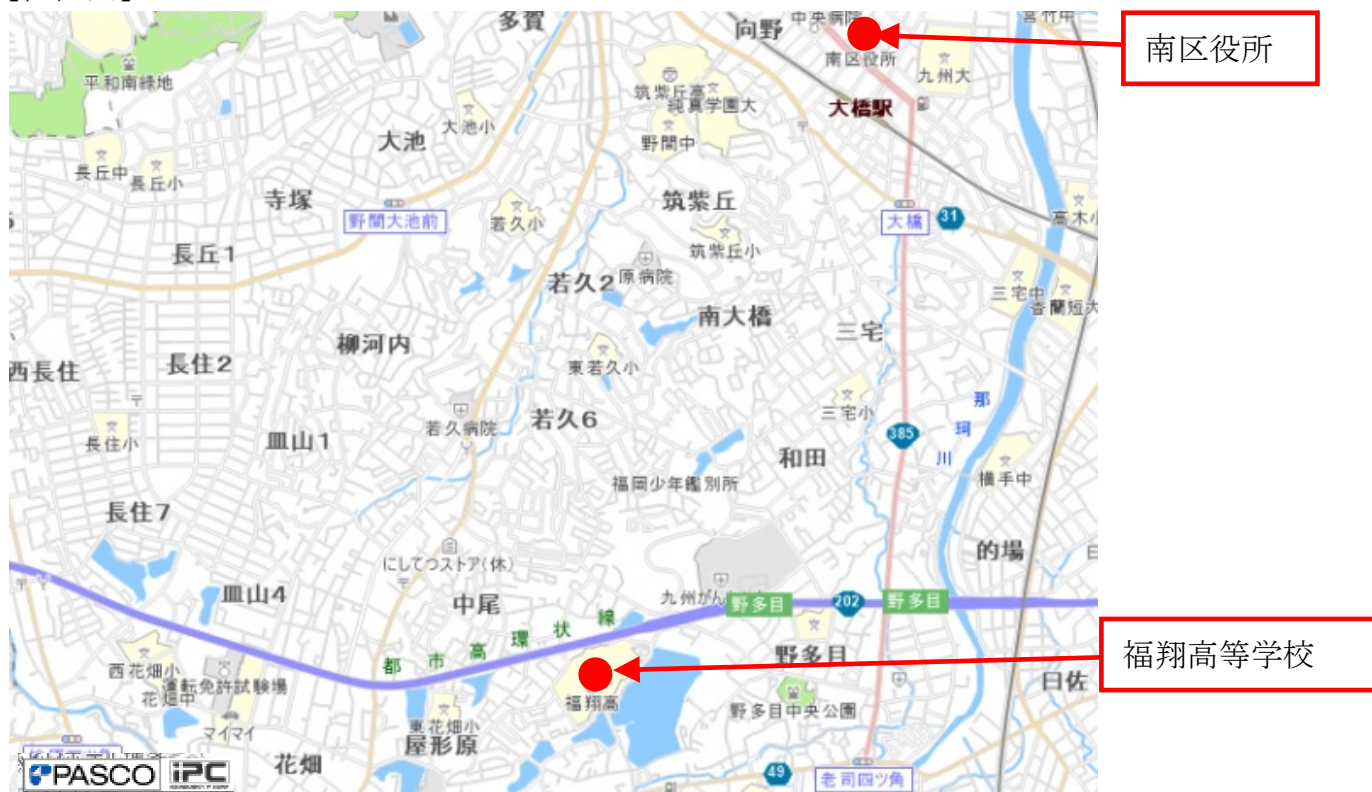 多賀
向野
中央病院
宮竹中
南区役所
南区役所
九州大
平和南緑地
筑紫丘高
純真学園大
大橋駅
大池小
大池
野間中
長丘中
長丘小
寺塚
筑紫丘
野間大池前
若久小
大橋
31
高木小
長丘1
筑紫丘小
若久2
原病院
三宅中
香蘭短大
南大橋
三宅
柳河内
西長住
長住2
東若久小
三宅小
那
珂
川
若久6
若久病院
385
長住小
皿山1
和田
横手中
福岡少年鑑別所
長住7
的場
にしてつストア(休)
皿山4
中尾
九州がん
野多目
202
野多目
都市高環状線
福翔高等学校
西花畑小
運転免許試験場
花畑中
野多目
日佐
福翔高
野多目中央公園
マイマイ
東花畑小
屋形原
花畑
49
老司四ツ角
PASCO
iPC